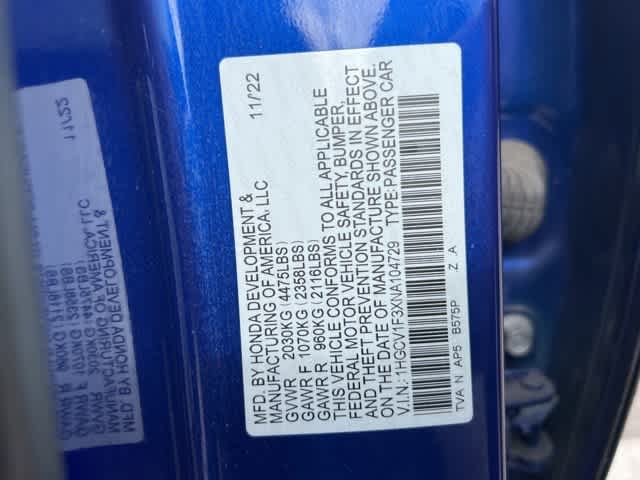 MFD. BY HONDA DEVELOPMENT &
MANUFACTURING OF AMERICA, LLC 11/22
GVWR 2030KG (4475LBS)
GAWR F 1070KG (2358LBS)
GAWR R 960KG (2116LBS)
THIS VEHICLE CONFORMS TO ALL APPLICABLE
FEDERAL MOTOR VEHICLE SAFETY, BUMPER,
AND THEFT PREVENTION STANDARDS IN EFFECT
ON THE DATE OF MANUFACTURE SHOWN ABOVE.
V.I.N.: 1HGCV1F3XNA104729 TYPE: PASSENGER CAR
TVA N AP5 B575P Z A